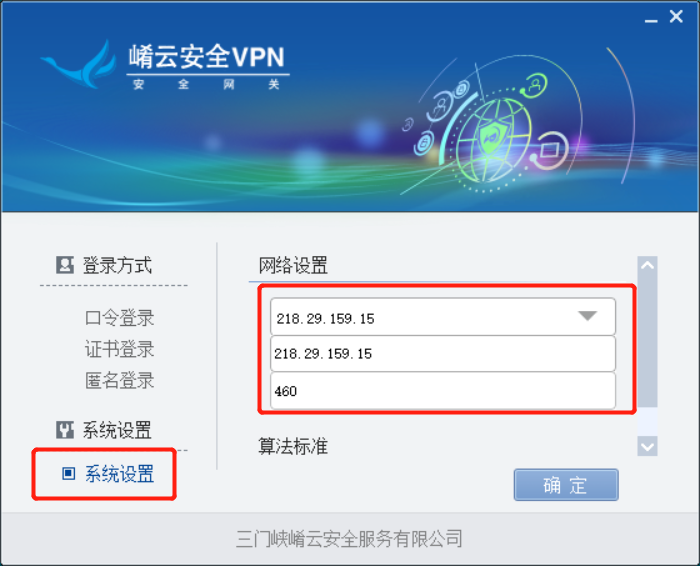 崤云安全VPN
安全网关
登录方式
口令登录
证书登录
匿名登录
系统设置
系统设置
网络设置
218.29.159.15
218.29.159.15
460
算法标准
确定
三门峡崤云安全服务有限公司